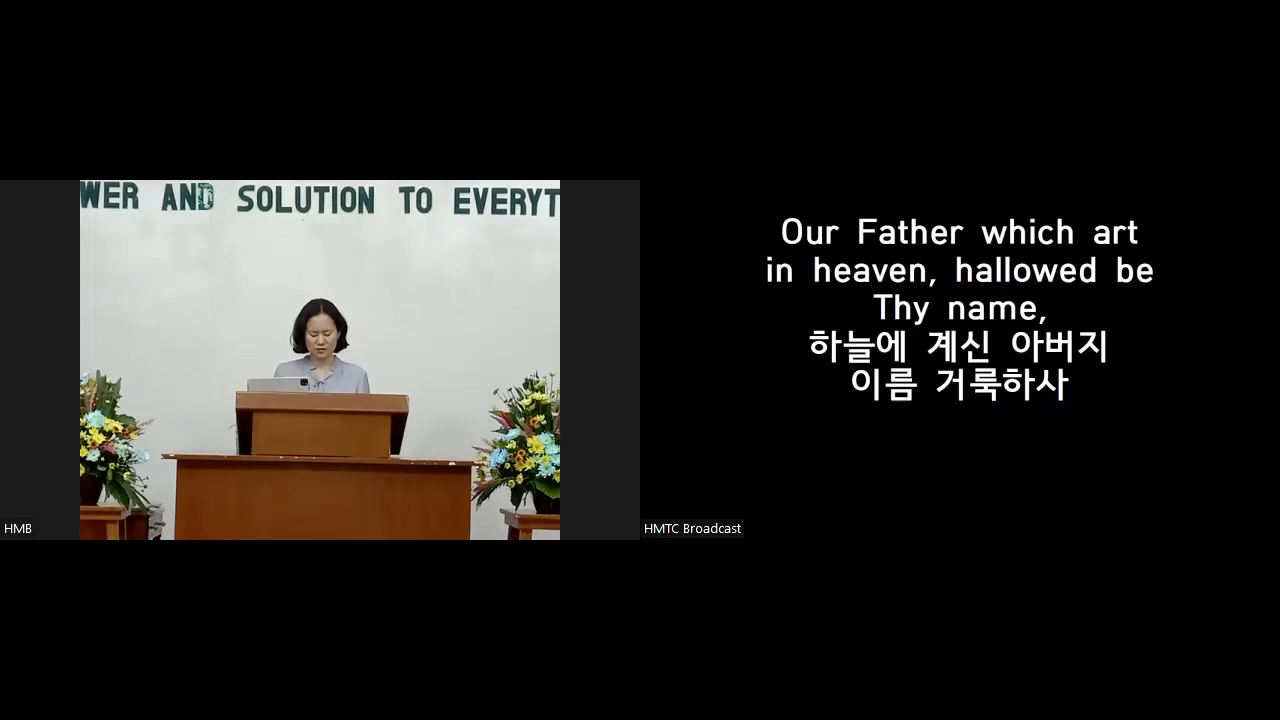 WER AND SOLUTION TO EVERYT
Our Father which art
in heaven, hallowed be
Thy name,
하늘에 계신 아버지
이름 거룩하사
HMB
HMTC Broadcast